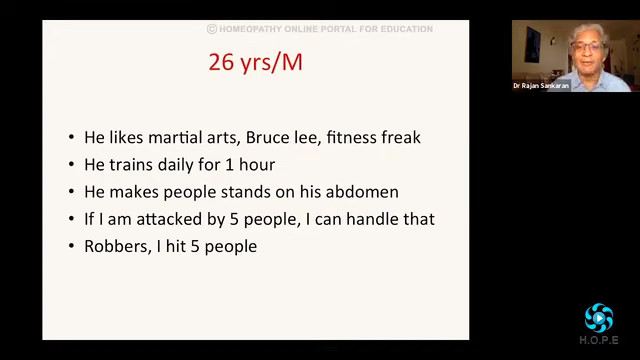 Ⓒ HOMEOPATHY ONLINE PORTAL FOR EDUCATION
26 yrs/M
• He likes martial arts, Bruce lee, fitness freak
• He trains daily for 1 hour
• He makes people stands on his abdomen
• If I am attacked by 5 people, I can handle that
• Robbers, I hit 5 people
Dr Rajan Sankaran
H.O.P.E